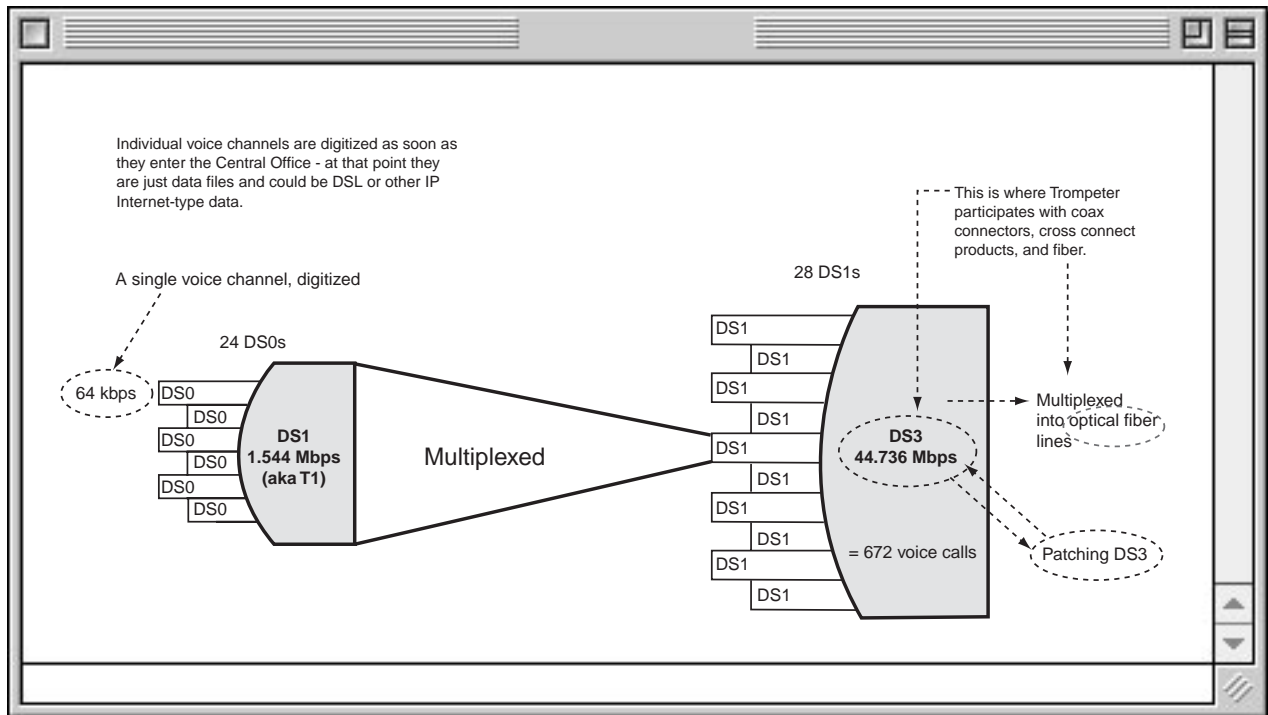 Individual voice channels are digitized as soon as
they enter the Central Office - at that point they
are just data files and could be DSL or other IP
Internet-type data.
This is where Trompeter
participates with coax
connectors, cross connect
products, and fiber.
A single voice channel, digitized
28 DS1s
24 DS0s
64 kbps
DS0
DS0
DS0
DS0
DS0
DS0
DS1
1.544 Mbps
(aka T1)
Multiplexed
DS1
DS1
DS1
DS1
DS1
DS1
DS1
DS1
DS1
DS1
DS3
44.736 Mbps
= 672 voice calls
Multiplexed
into optical fiber
lines
Patching DS3